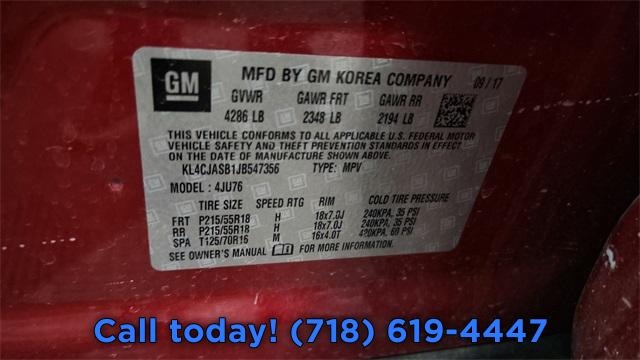 GM MFD BY GM KOREA COMPANY 09/17
GVWR GAWR FRT GAWR RR
4286 LB 2348 LB 2194 LB
THIS VEHICLE CONFORMS TO ALL APPLICABLE U.S. FEDERAL MOTOR
VEHICLE SAFETY AND THEFT PREVENTION STANDARDS IN EFFECT
ON THE DATE OF MANUFACTURE SHOWN ABOVE.
KL4CJASB1JB547356 TYPE: MPV
MODEL: 4JU76
TIRE SIZE SPEED RTG RIM COLD TIRE PRESSURE
FRT P215/55R18 H 18x7.0J 240KPA, 35 PSI
RR P215/55R18 H 18x7.0J 240KPA, 35 PSI
SPA T125/70R16 M 16x4.0T 420KPA, 60 PSI
SEE OWNER'S MANUAL FOR MORE INFORMATION.
Call today! (718) 619-4447